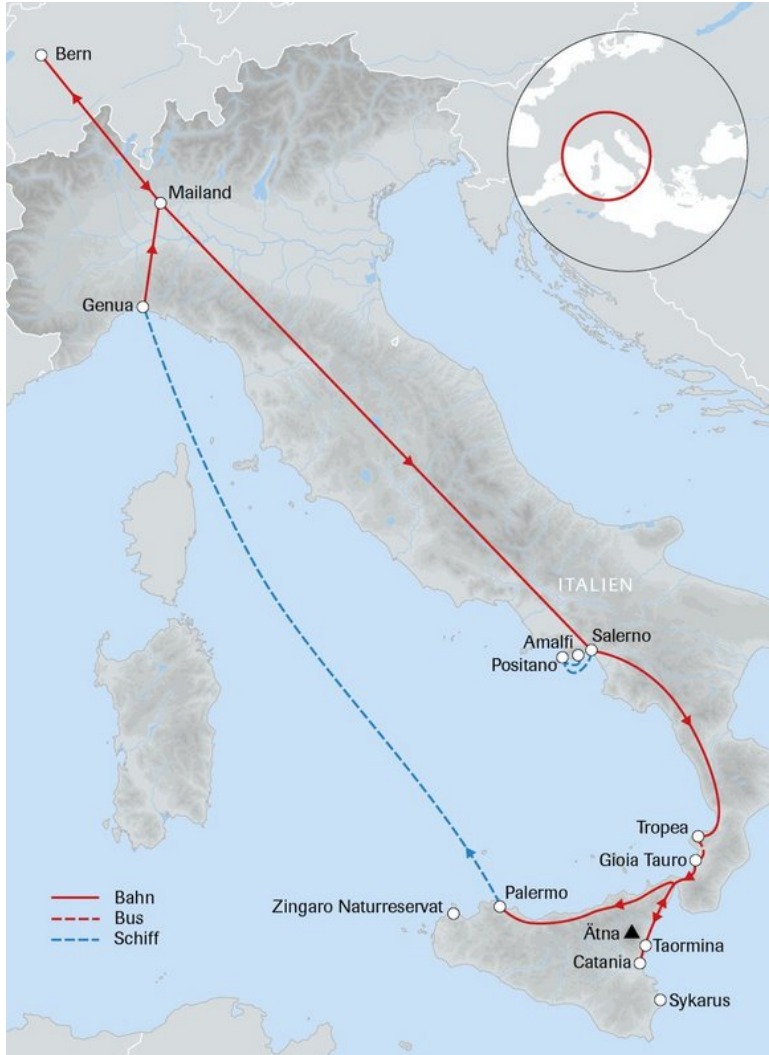 Bern
Mailand
Genua
ITALIEN
Amalfi
Salerno
Positano
Tropea
Gioia Tauro
Palermo
Zingaro Naturreservat
Ätna
Taormina
Catania
Sykarus
Bahn
Bus
Schiff